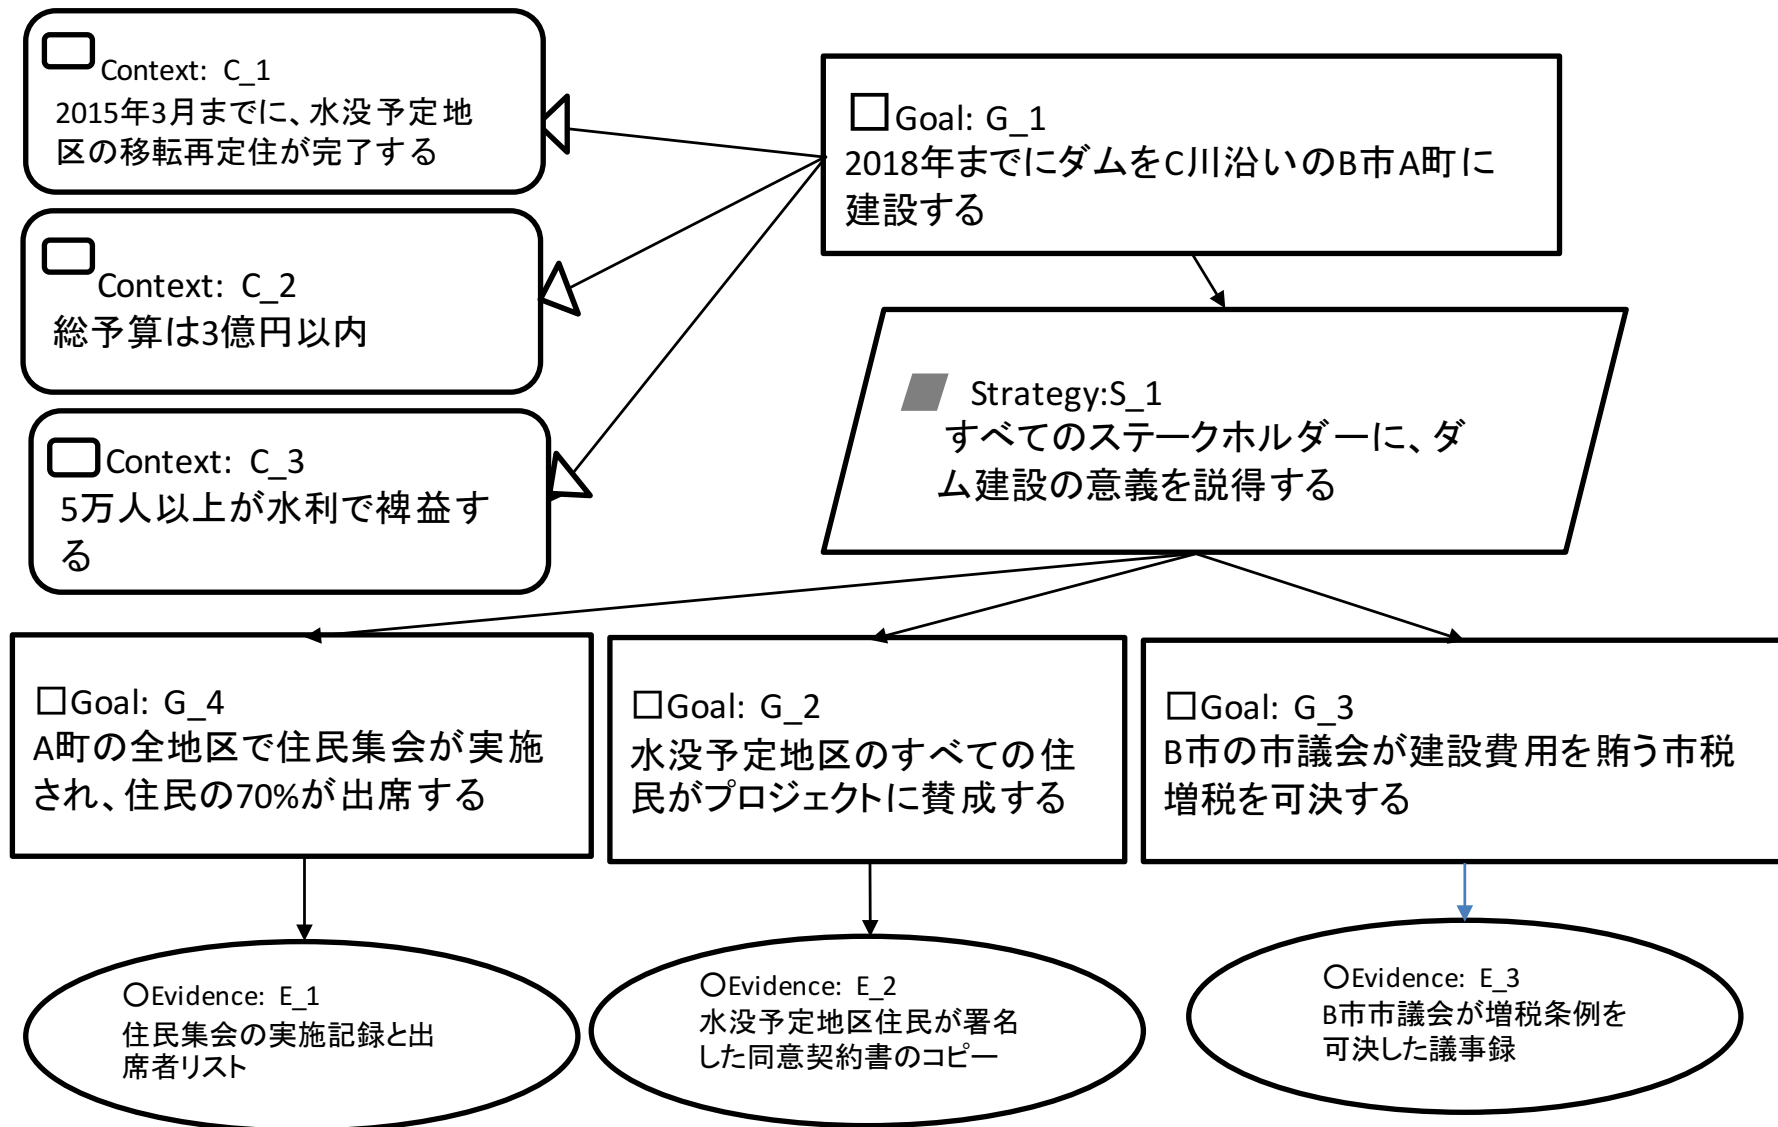 Context: C_1
2015年3月までに、水没予定地
区の移転再定住が完了する
Goal: G_1
2018年までにダムをC川沿いのB市A町に
建設する
Context: C_2
総予算は3億円以内
Strategy:S_1
すべてのステークホルダーに、ダ
ム建設の意義を説得する
Context: C_3
5万人以上が水利で裨益す
る
□Goal: G_4
A町の全地区で住民集会が実施
され、住民の70%が出席する
□Goal: G_2
水没予定地区のすべての住
民がプロジェクトに賛成する
□Goal: G_3
B市の市議会が建設費用を賄う市税
増税を可決する
○Evidence: E_1
住民集会の実施記録と出
席者リスト
○Evidence: E_2
水没予定地区住民が署名
した同意契約書のコピー
○Evidence: E_3
B市市議会が増税条例を
可決した議事録